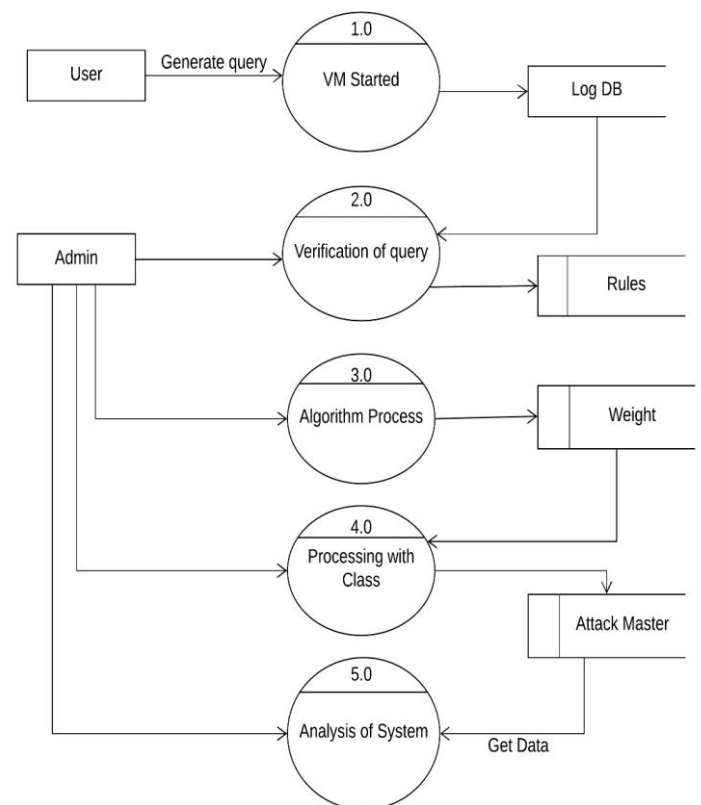 1.0
User
Generate query
VM Started
Log DB
2.0
Admin
Verification of query
Rules
3.0
Algorithm Process
Weight
4.0
Processing with
Class
Attack Master
5.0
Analysis of System
Get Data